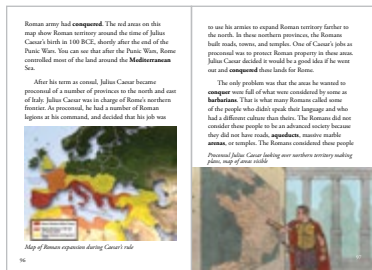 Roman army had conquered. The red areas on this
map show Roman territory around the time of Julius
Caesar's birth in 100 BCE, shortly after the end of the
Punic Wars. You can see that after the Punic Wars, Rome
controlled most of the land around the Mediterranean
Sea.
After his term as consul, Julius Caesar became
proconsul of a number of provinces to the north and east
of Italy. Julius Caesar was in charge of Rome's northern
frontier. As proconsul, he had a number of Roman
legions at his command, and decided that his job was
Map of Roman expansion during Caesar's rule
96
to use his armies to expand Roman territory farther to
the north. In these northern provinces, the Romans
built roads, towns, and temples. One of Caesar's jobs as
proconsul was to protect Roman property in these areas.
Julius Caesar decided it would be a good idea if he went
out and conquered these lands for Rome.
The only problem was that the areas he wanted to
conquer were full of what were considered by some as
barbarians. That is what many Romans called some
of the people who didn't speak their language and who
had a different culture than theirs. The Romans did not
consider these people to be an advanced society because
they did not have roads, aqueducts, massive marble
arenas, or temples. The Romans considered these people
Proconsul Julius Caesar looking over northern territory making
plans, map of areas visible
97